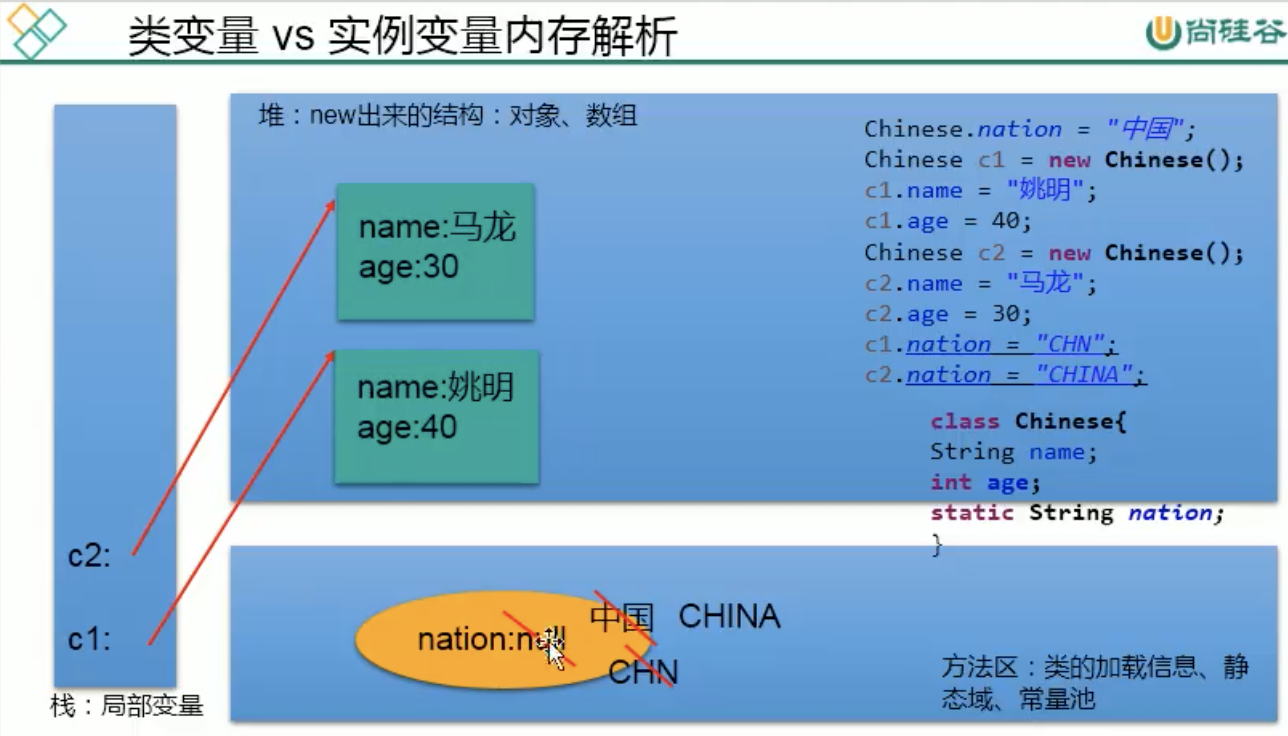 类变量 vs 实例变量内存解析
尚硅谷
堆：new出来的结构：对象、数组
name:马龙
age:30
name:姚明
age:40
Chinese.nation = "中国";
Chinese c1 = new Chinese();
c1.name = "姚明";
c1.age = 40;
Chinese c2 = new Chinese();
c2.name = "马龙";
c2.age = 30;
c1.nation = "CHN";
c2.nation = "CHINA";
class Chinese{
String name;
int age;
static String nation;
}
c2:
c1:
栈：局部变量
nation:null
中国 CHINA
CHN
方法区：类的加载信息、静
态域、常量池